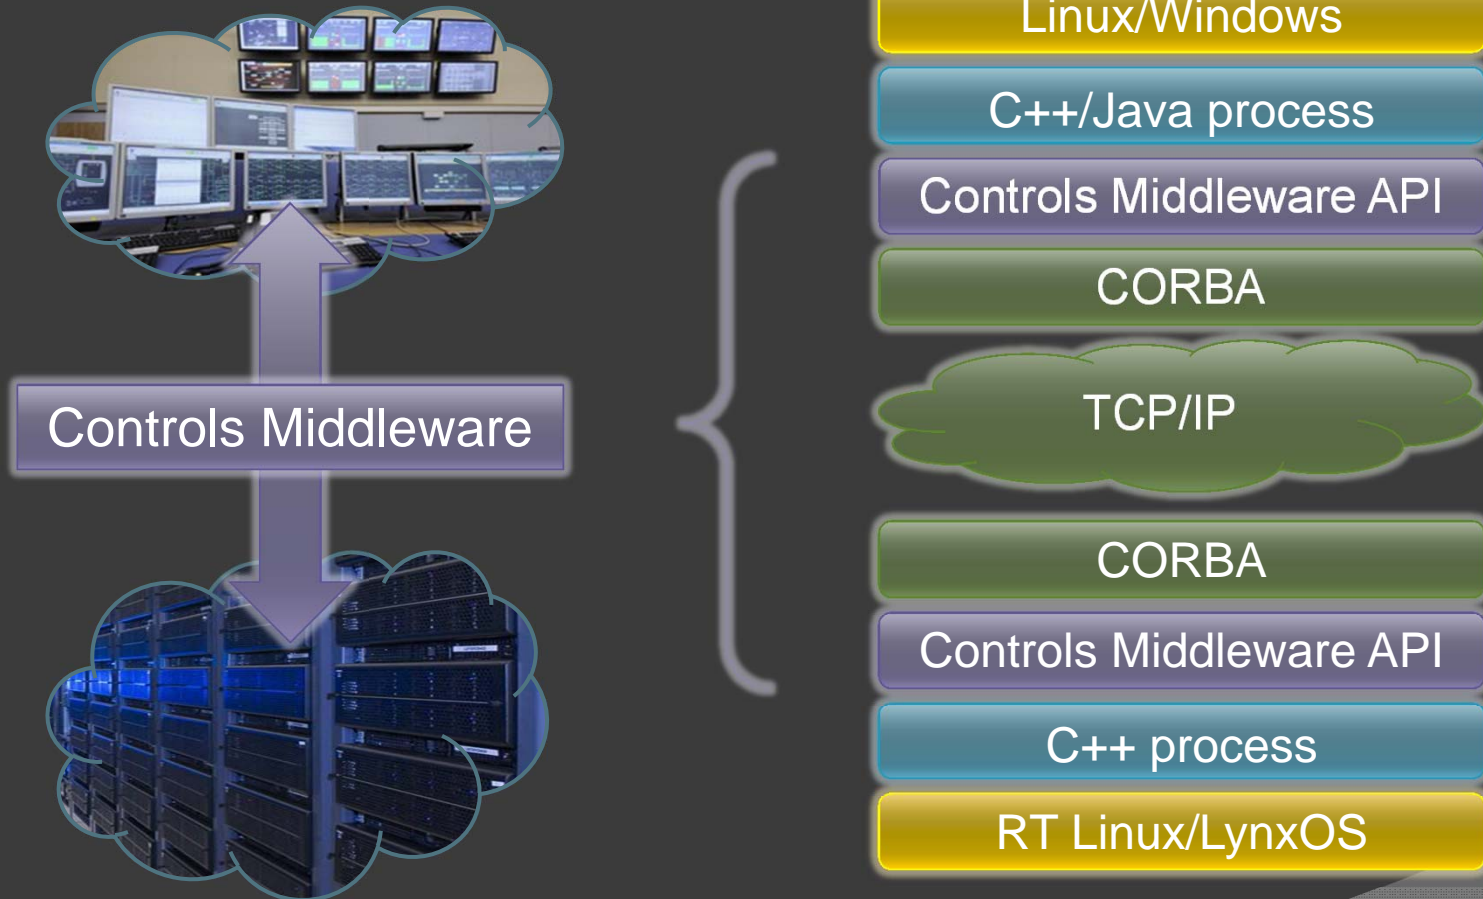 Linux/Windows
C++/Java process
Controls Middleware API
CORBA
TCP/IP
Controls Middleware
CORBA
Controls Middleware API
C++ process
RT Linux/LynxOS